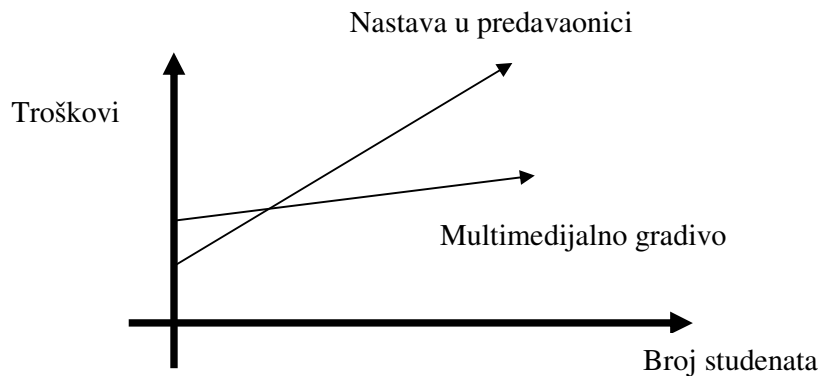 Nastava u predavaonici
Troškovi
Multimedijalno gradivo
Broj studenata